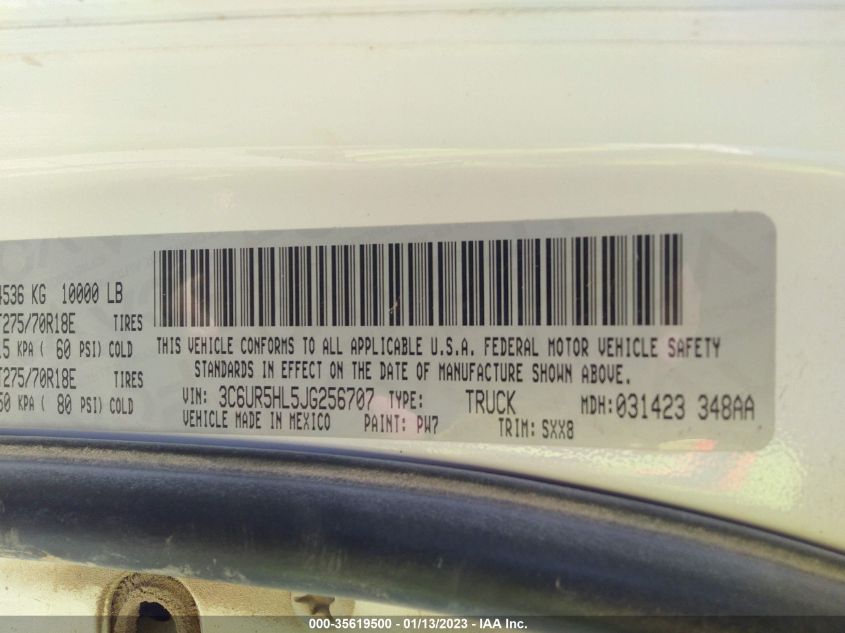 4536 KG 10000 LB
T275/70R18E TIRES
15 KPA ( 60 PSI) COLD
T275/70R18E TIRES
50 KPA ( 80 PSI) COLD
THIS VEHICLE CONFORMS TO ALL APPLICABLE U.S.A. FEDERAL MOTOR VEHICLE SAFETY
STANDARDS IN EFFECT ON THE DATE OF MANUFACTURE SHOWN ABOVE.
VIN: 3C6UR5HL5JG256707 TYPE: TRUCK MDH:031423 348AA
VEHICLE MADE IN MEXICO PAINT: PW7 TRIM: SXX8
000-35619500 - 01/13/2023 - IAA Inc.